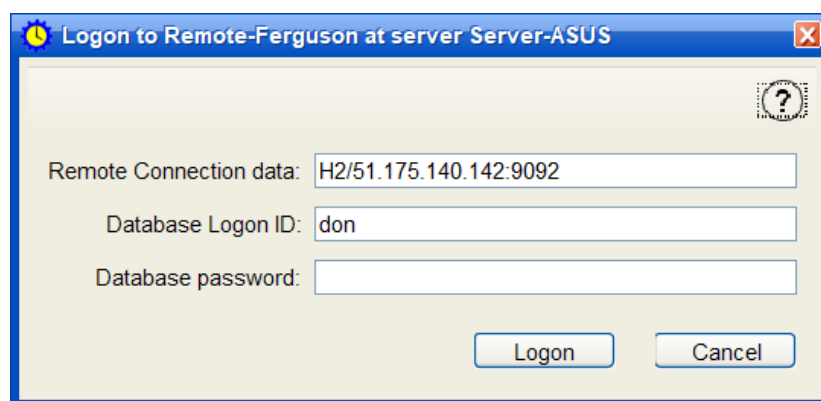 Logon to Remote-Ferguson at server Server-ASUS
?
Remote Connection data: H2/51.175.140.142:9092
Database Logon ID: don
Database password:
Logon Cancel